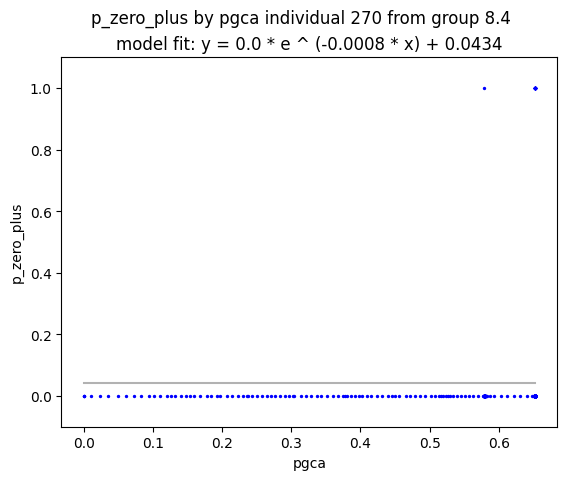 p_zero_plus by pgca individual 270 from group 8.4
model fit: y = 0.0 * e ^ (-0.0008 * x) + 0.0434
1.0
0.8
0.6
0.4
0.2
0.0
p_zero_plus
0.0 0.1 0.2 0.3 0.4 0.5 0.6
pgca